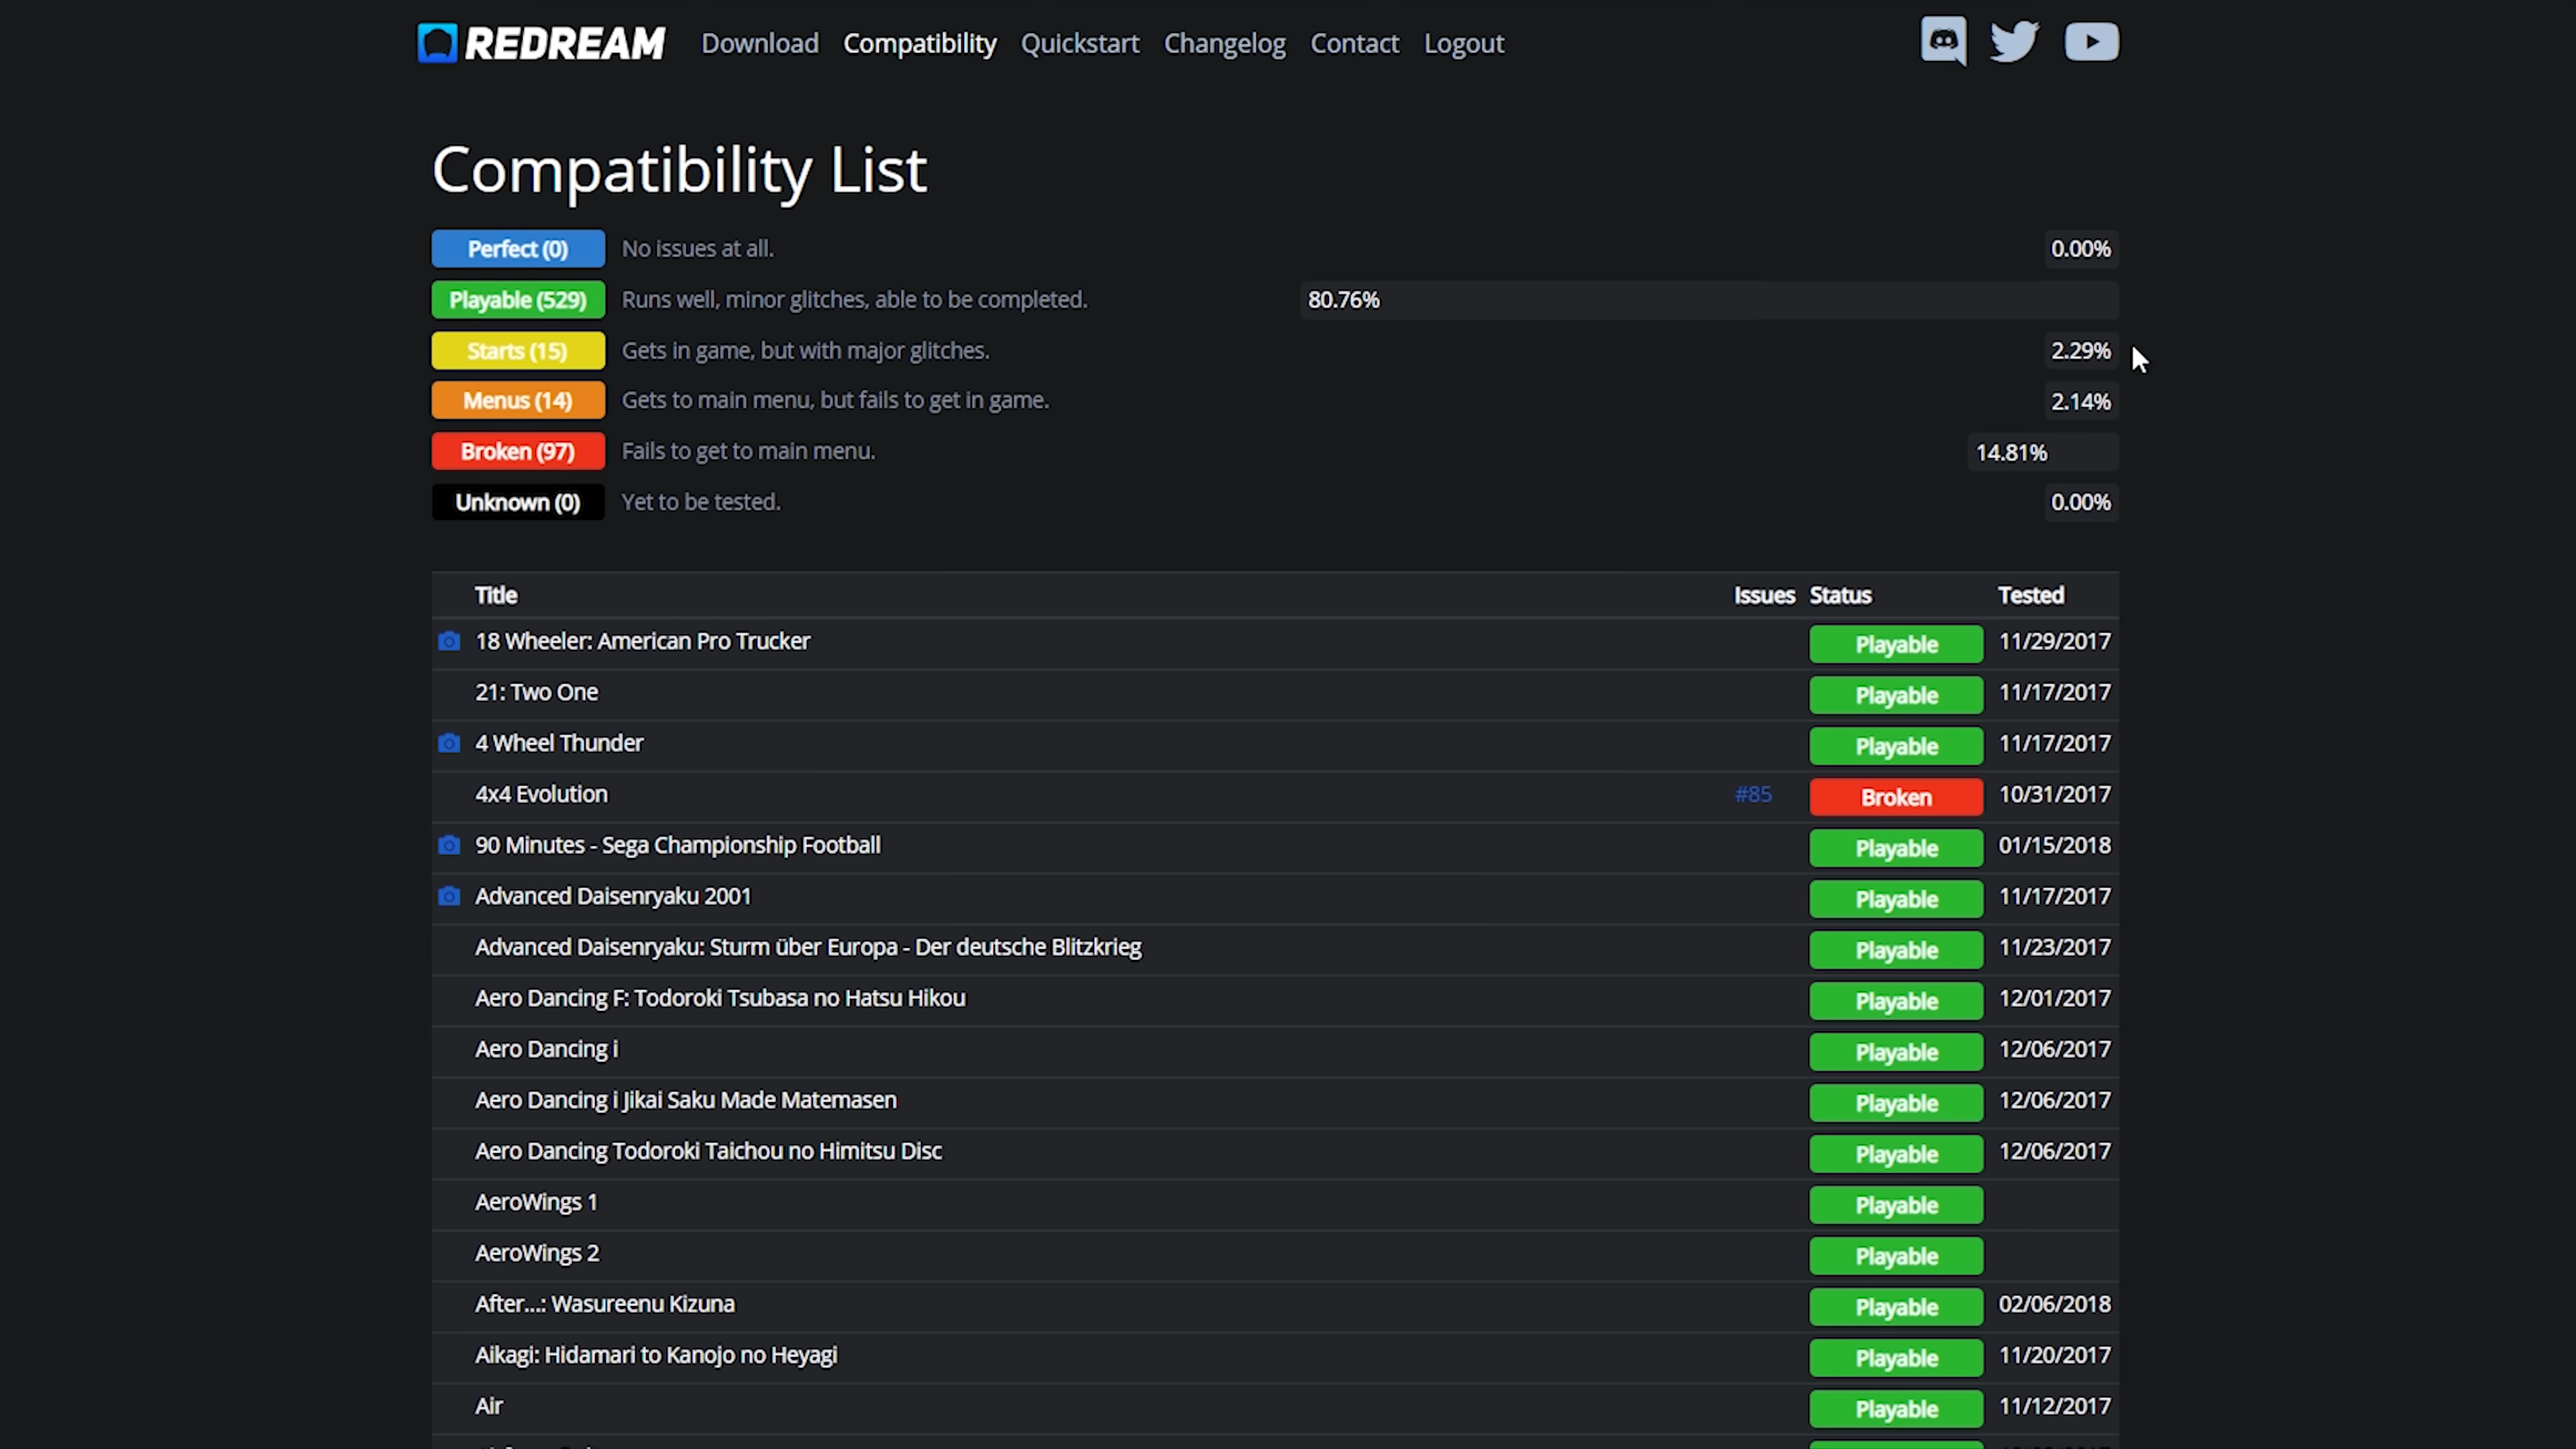 REDREAM Download Compatibility Quickstart Changelog Contact Logout
Compatibility List
Perfect (0) No issues at all. 0.00%
Playable (529) Runs well, minor glitches, able to be completed. 80.76%
Starts (15) Gets in game, but with major glitches. 2.29%
Menus (14) Gets to main menu, but fails to get in game. 2.14%
Broken (97) Fails to get to main menu. 14.81%
Unknown (0) Yet to be tested. 0.00%
Title Issues Status Tested
18 Wheeler: American Pro Trucker Playable 11/29/2017
21: Two One Playable 11/17/2017
4 Wheel Thunder Playable 11/17/2017
4x4 Evolution #85 Broken 10/31/2017
90 Minutes - Sega Championship Football Playable 01/15/2018
Advanced Daisenryaku 2001 Playable 11/17/2017
Advanced Daisenryaku: Sturm über Europa - Der deutsche Blitzkrieg Playable 11/23/2017
Aero Dancing F: Todoroki Tsubasa no Hatsu Hikou Playable 12/01/2017
Aero Dancing i Playable 12/06/2017
Aero Dancing i Jikai Saku Made Matemasen Playable 12/06/2017
Aero Dancing Todoroki Taichou no Himitsu Disc Playable 12/06/2017
AeroWings 1 Playable
AeroWings 2 Playable
After...: Wasureenu Kizuna Playable 02/06/2018
Aikagi: Hidamari to Kanojo no Heyagi Playable 11/20/2017
Air Playable 11/12/2017